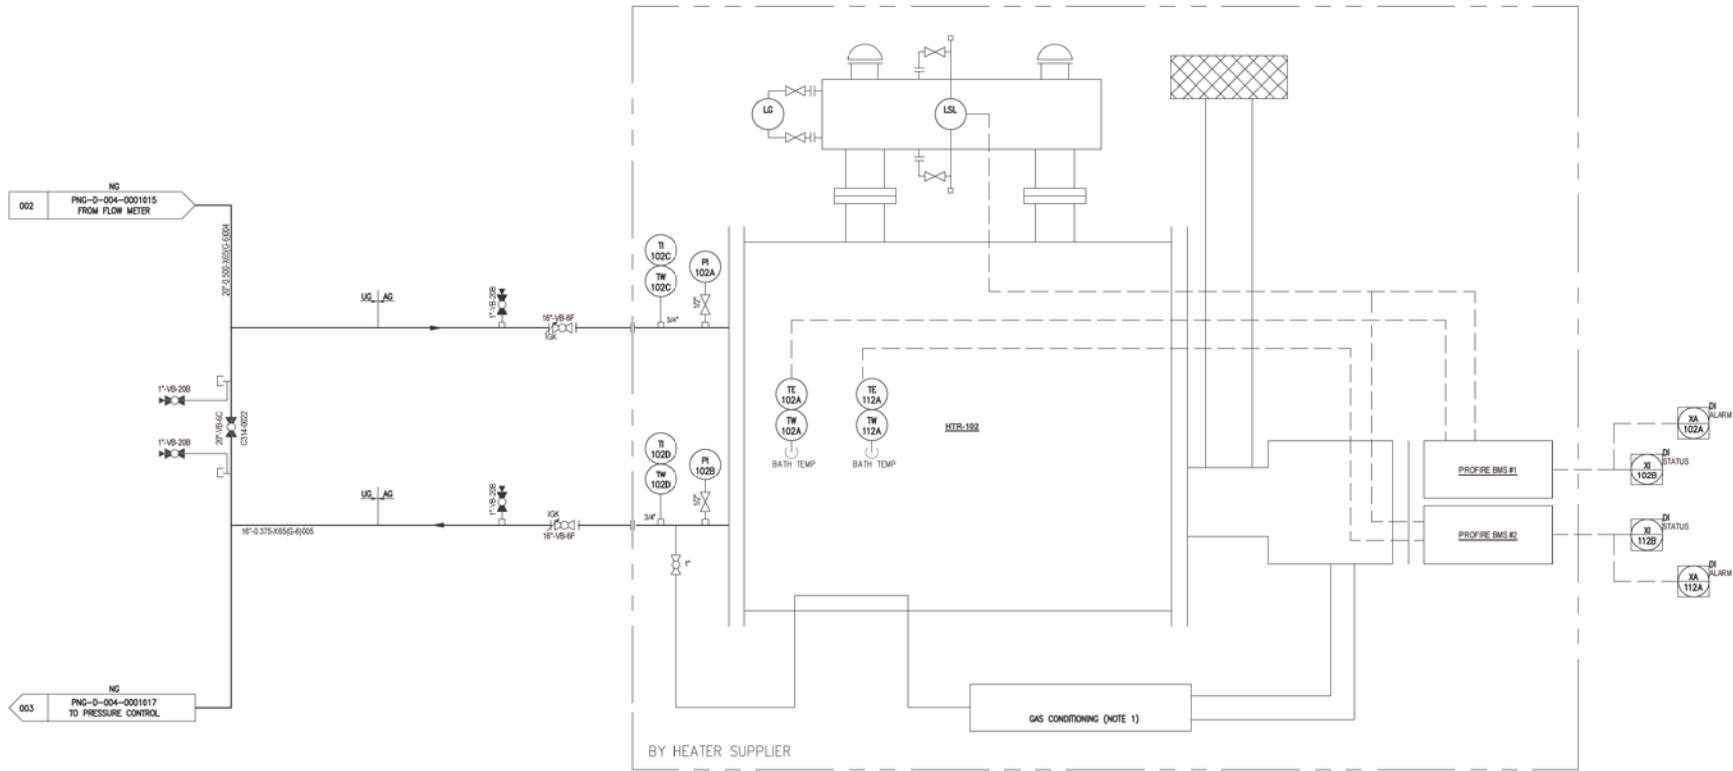 LG
LSL
NG
002
PNG-D-004-0001015
FROM FLOW METER
20"-0.500-X65(G-6)004
UG AG
1"-VB-20B
16"-VB-6F
IGK
TI
102C
TW
102C
3/4"
PI
102A
1/2"
1"-VB-20B
20"-VB-6C
C314-0022
1"-VB-20B
TE
102A
TW
102A
BATH TEMP
TE
112A
TW
112A
BATH TEMP
HTR-102
UG AG
16"-0.375-X65(G-6)005
1"-VB-20B
IGK
16"-VB-6F
TI
102D
TW
102D
3/4"
PI
102B
1/2"
1"
PROFIRE BMS #1
PROFIRE BMS #2
XA
102A
DI
ALARM
XI
102B
DI
STATUS
XI
112B
DI
STATUS
XA
112A
DI
ALARM
NG
003
PNG-D-004-0001017
TO PRESSURE CONTROL
GAS CONDITIONING (NOTE 1)
BY HEATER SUPPLIER